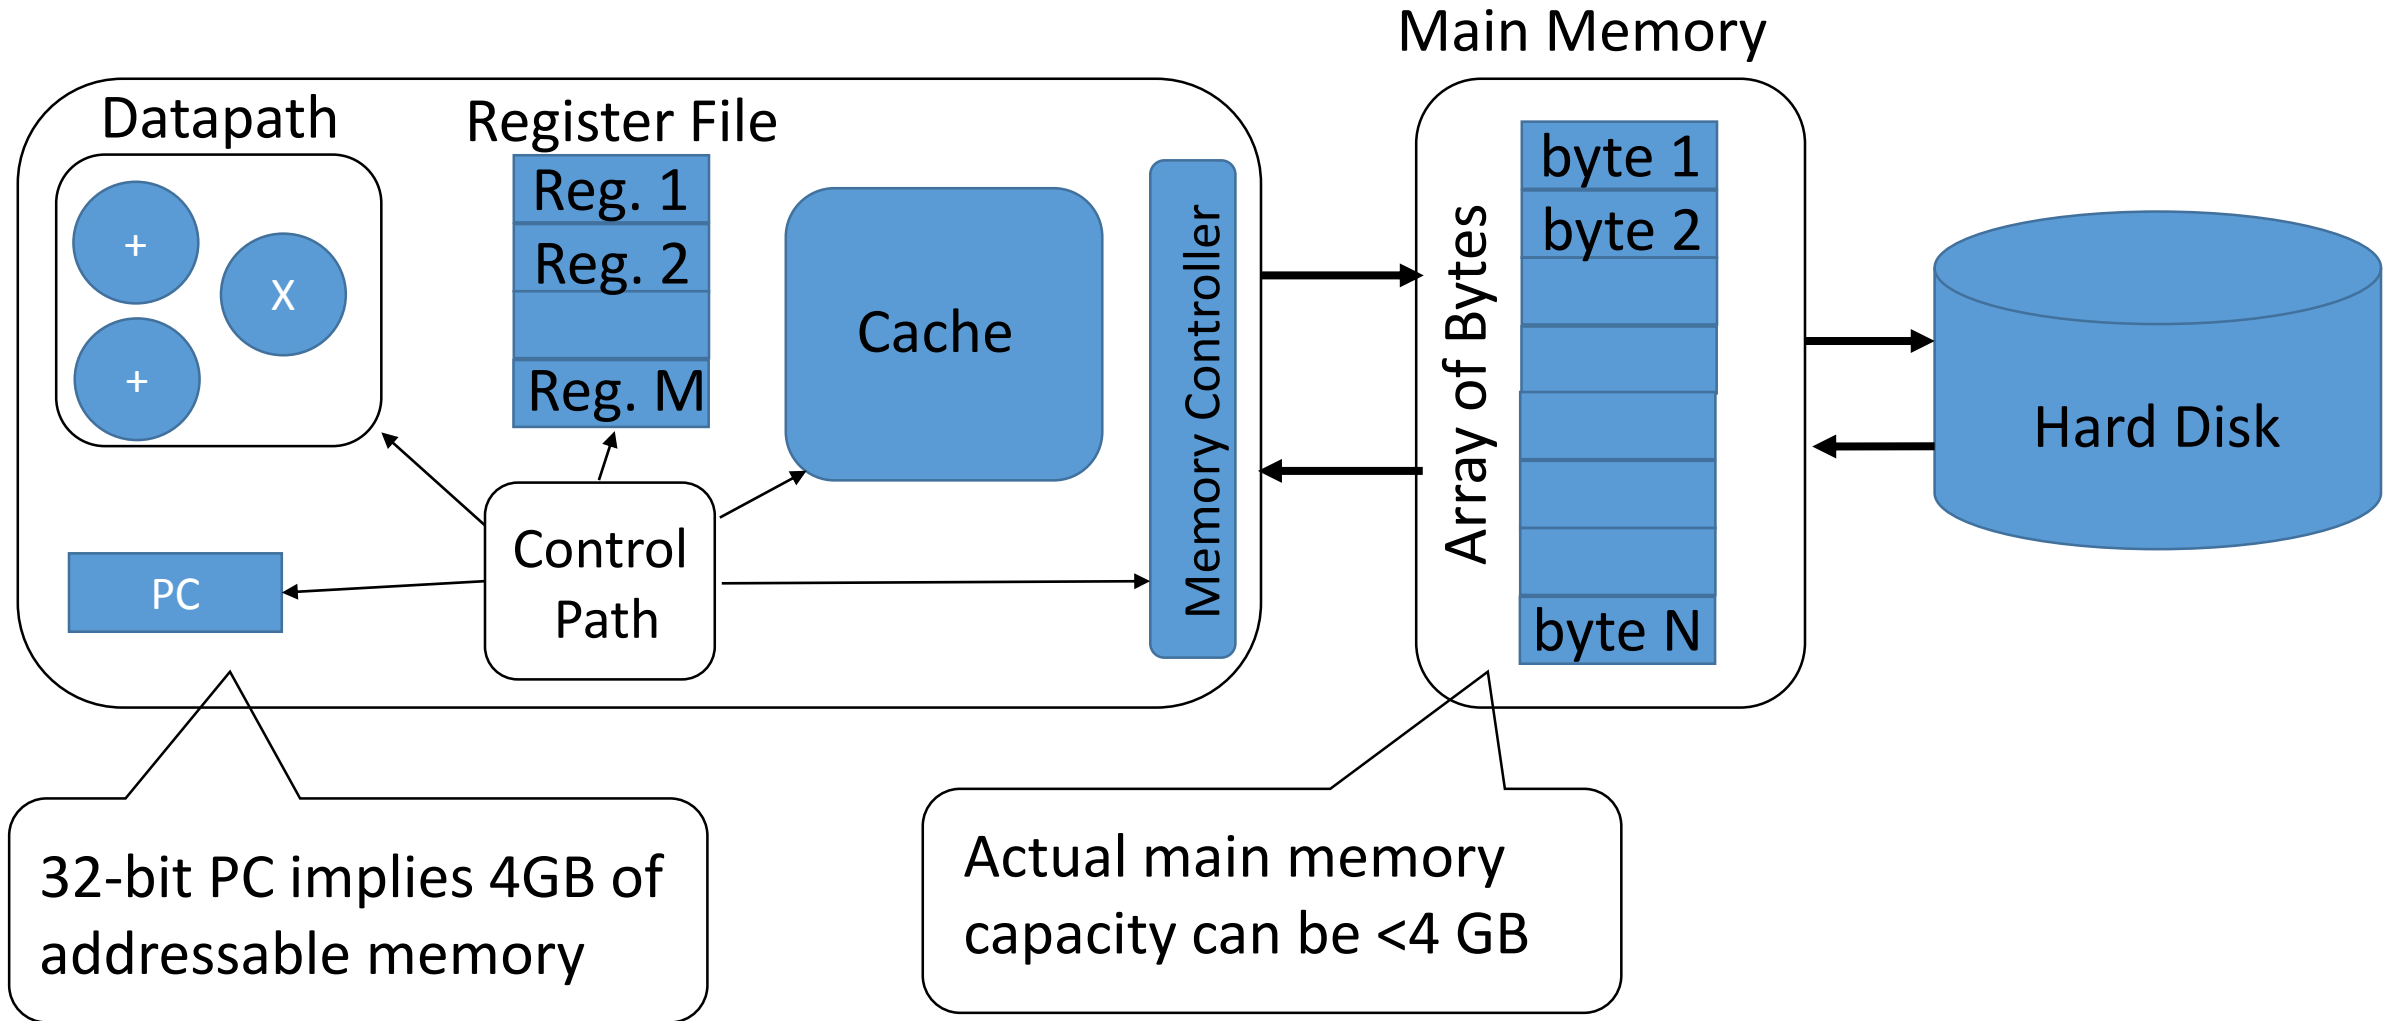 Main Memory
Datapath
Register File
+
X
+
Reg. 1
Reg. 2
Reg. M
Cache
Memory Controller
Array of Bytes
byte 1
byte 2
byte N
Hard Disk
PC
Control
Path
32-bit PC implies 4GB of
addressable memory
Actual main memory
capacity can be <4 GB